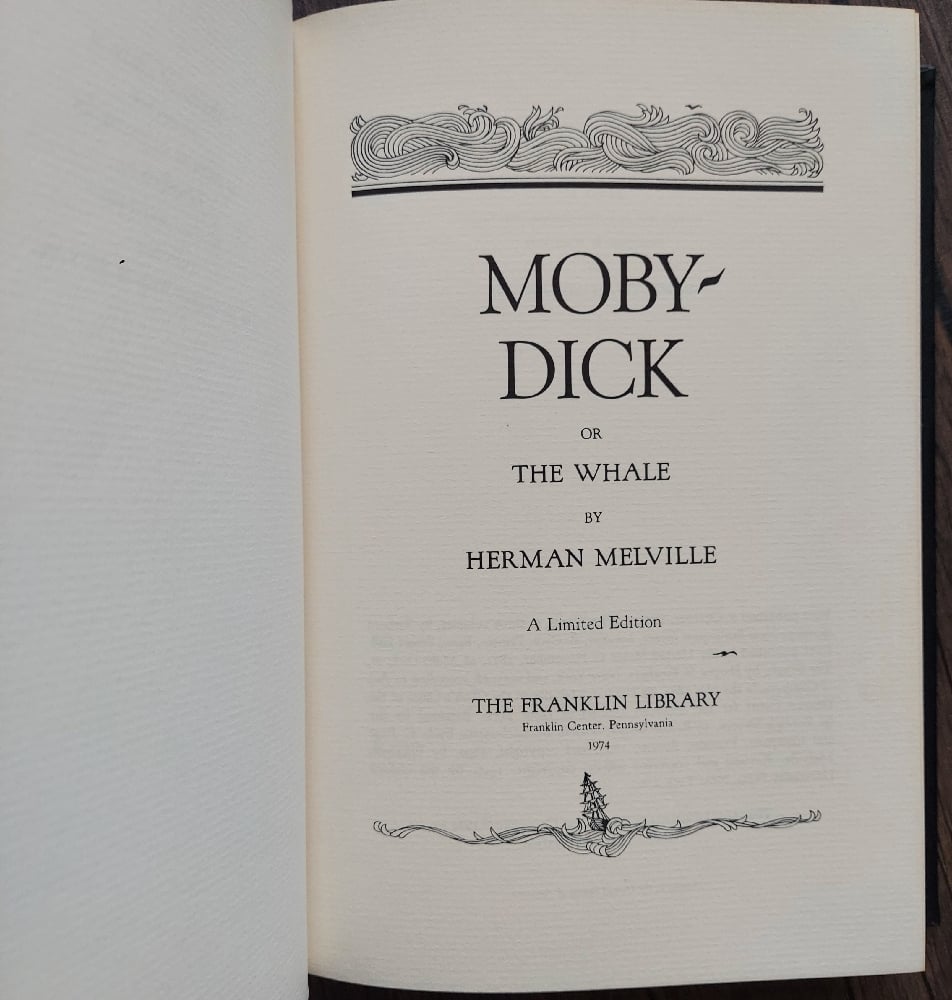 MOBY-
DICK
OR
THE WHALE
BY
HERMAN MELVILLE
A Limited Edition
THE FRANKLIN LIBRARY
Franklin Center, Pennsylvania
1974